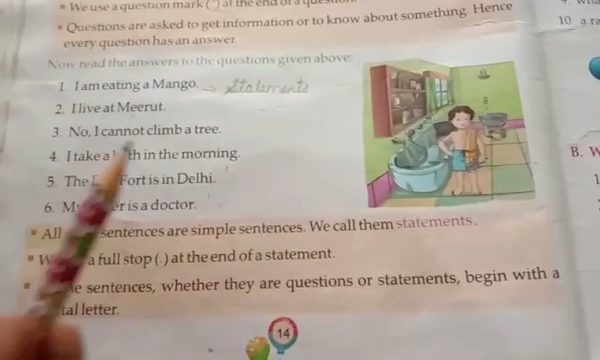 We use a question mark (?) at the end of a question.
Questions are asked to get information or to know about something. Hence
every question has an answer.
Now read the answers to the questions given above:
1. I am eating a Mango. → Statements
2. I live at Meerut.
3. No, I cannot climb a tree.
4. I take a th in the morning.
5. The Fort is in Delhi.
6. M er is a doctor.
All sentences are simple sentences. We call them statements.
W a full stop (.) at the end of a statement.
e sentences, whether they are questions or statements, begin with a
tal letter.
14
10 a ra
B. W
1